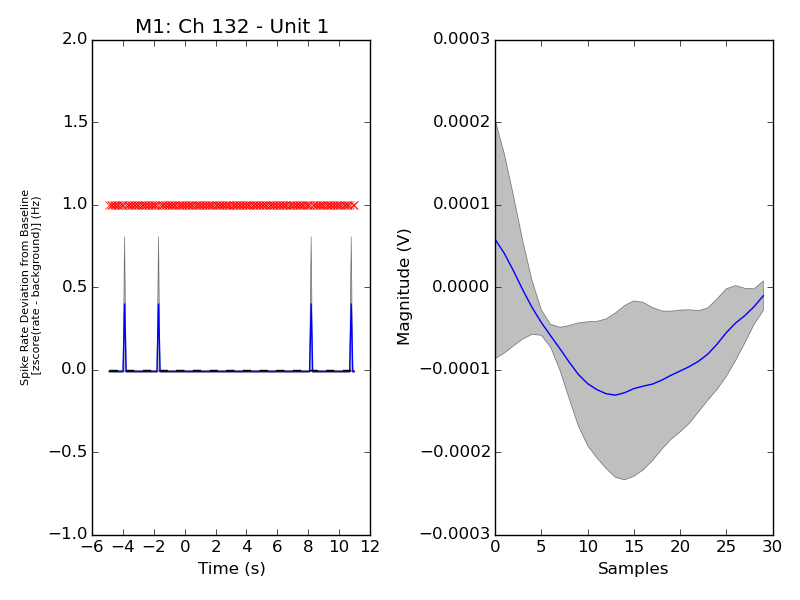 M1: Ch 132 - Unit 1
2.0
1.5
1.0
0.5
0.0
−0.5
−1.0
−6 −4 −2 0 2 4 6 8 10 12
Time (s)
Spike Rate Deviation from Baseline
[zscore(rate - background)] (Hz)
0.0003
0.0002
0.0001
0.0000
−0.0001
−0.0002
−0.0003
0 5 10 15 20 25 30
Samples
Magnitude (V)